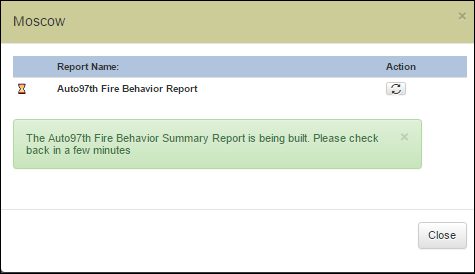 Moscow
×
Report Name: Action
Auto97th Fire Behavior Report
The Auto97th Fire Behavior Summary Report is being built. Please check
back in a few minutes
×
Close